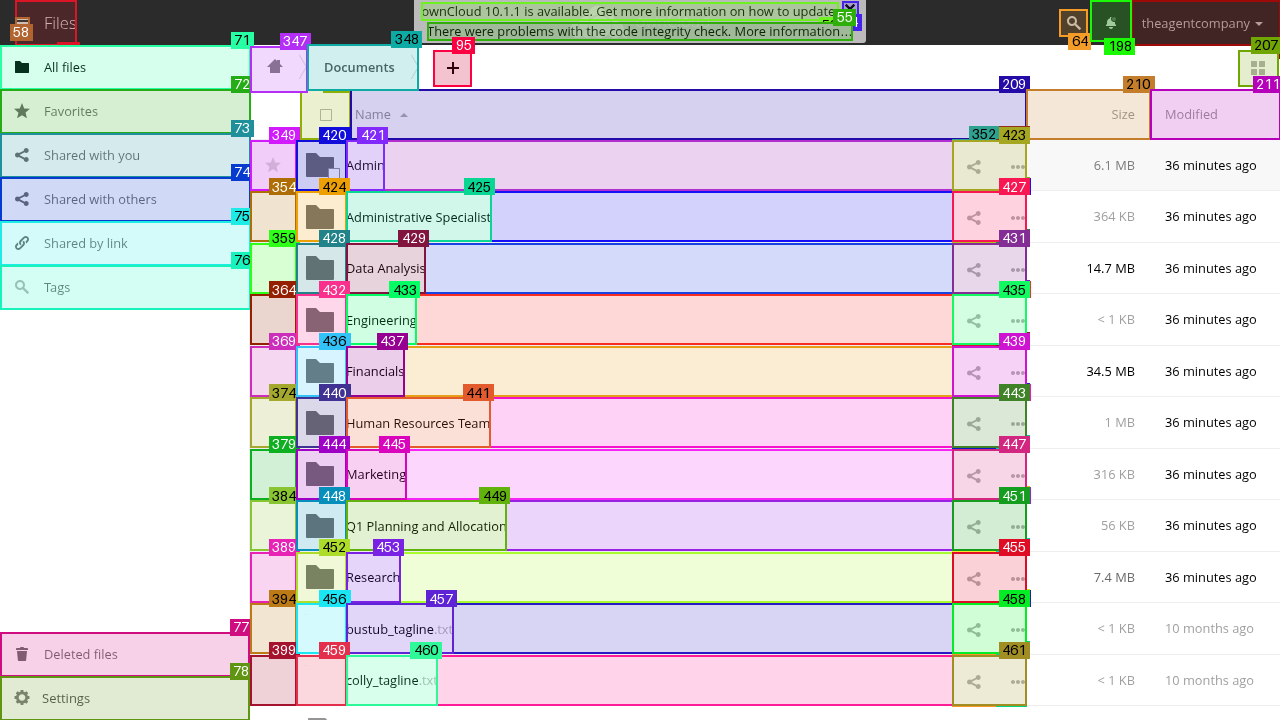 Files
ownCloud 10.1.1 is available. Get more information on how to update
There were problems with the code integrity check. More information...
theagentcompany
58
55
64
198
71
347
348
95
207
All files
Documents
+
72
209
210
211
Favorites
Name
Size
Modified
73
349
420
421
352
423
Shared with you
Admin
6.1 MB
36 minutes ago
74
354
424
425
427
Shared with others
Administrative Specialist
364 KB
36 minutes ago
75
359
428
429
431
Shared by link
Data Analysis
14.7 MB
36 minutes ago
76
364
432
433
435
Tags
Engineering
< 1 KB
36 minutes ago
369
436
437
439
Financials
34.5 MB
36 minutes ago
374
440
441
443
Human Resources Team
1 MB
36 minutes ago
379
444
445
447
Marketing
316 KB
36 minutes ago
384
448
449
451
Q1 Planning and Allocation
56 KB
36 minutes ago
389
452
453
455
Research
7.4 MB
36 minutes ago
394
456
457
458
bustub_tagline.txt
< 1 KB
10 months ago
77
399
459
460
461
Deleted files
colly_tagline.txt
< 1 KB
10 months ago
78
Settings